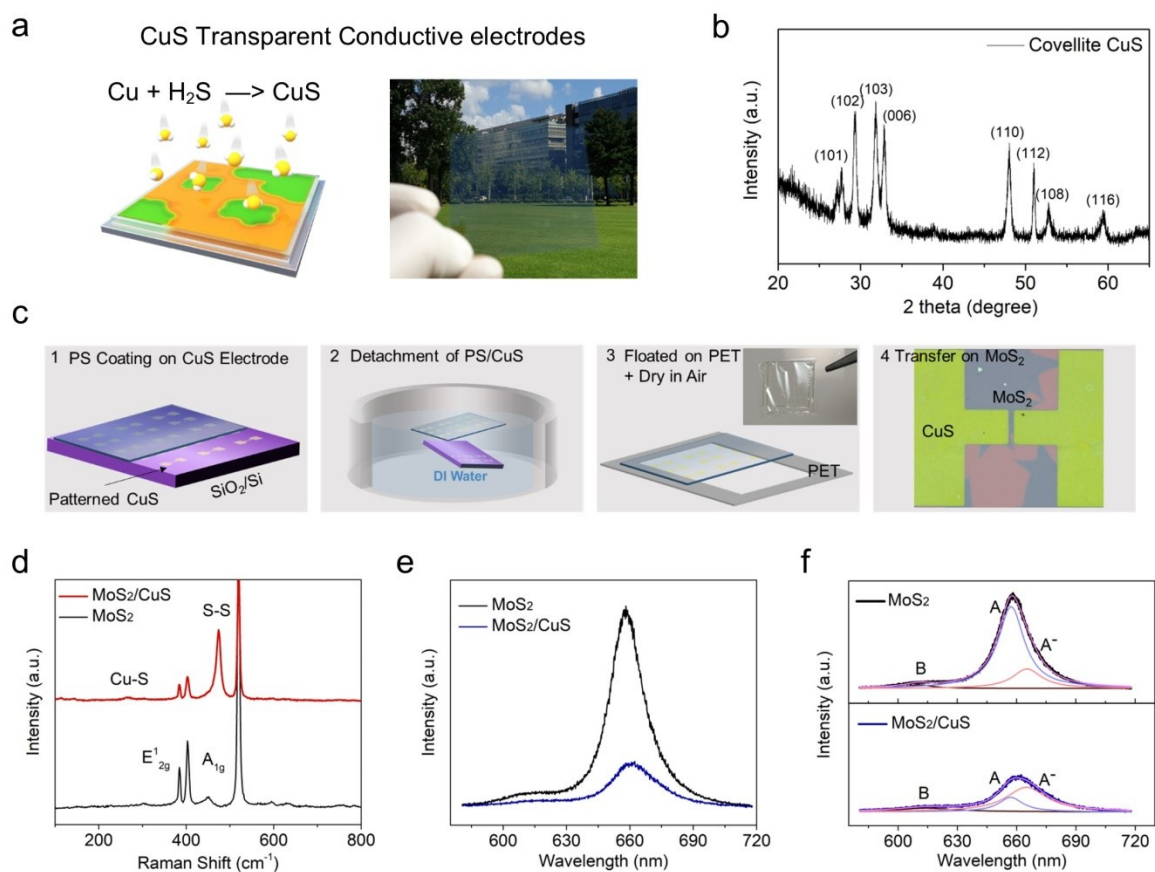 a
CuS Transparent Conductive electrodes
Cu + H₂S —> CuS
b
Intensity (a.u.)
Covellite CuS
(101)
(102)
(103)
(006)
(110)
(112)
(108)
(116)
20 30 40 50 60
2 theta (degree)
c
1 PS Coating on CuS Electrode
Patterned CuS
SiO₂/Si
2 Detachment of PS/CuS
DI Water
3 Floated on PET
+ Dry in Air
PET
4 Transfer on MoS₂
MoS₂
CuS
d
Intensity (a.u.)
MoS₂/CuS
MoS₂
S-S
Cu-S
E¹₂g
A₁g
200 400 600 800
Raman Shift (cm⁻¹)
e
Intensity (a.u.)
MoS₂
MoS₂/CuS
600 630 660 690 720
Wavelength (nm)
f
Intensity (a.u.)
MoS₂
A
A⁻
B
MoS₂/CuS
A
A⁻
B
600 630 660 690 720
Wavelength (nm)